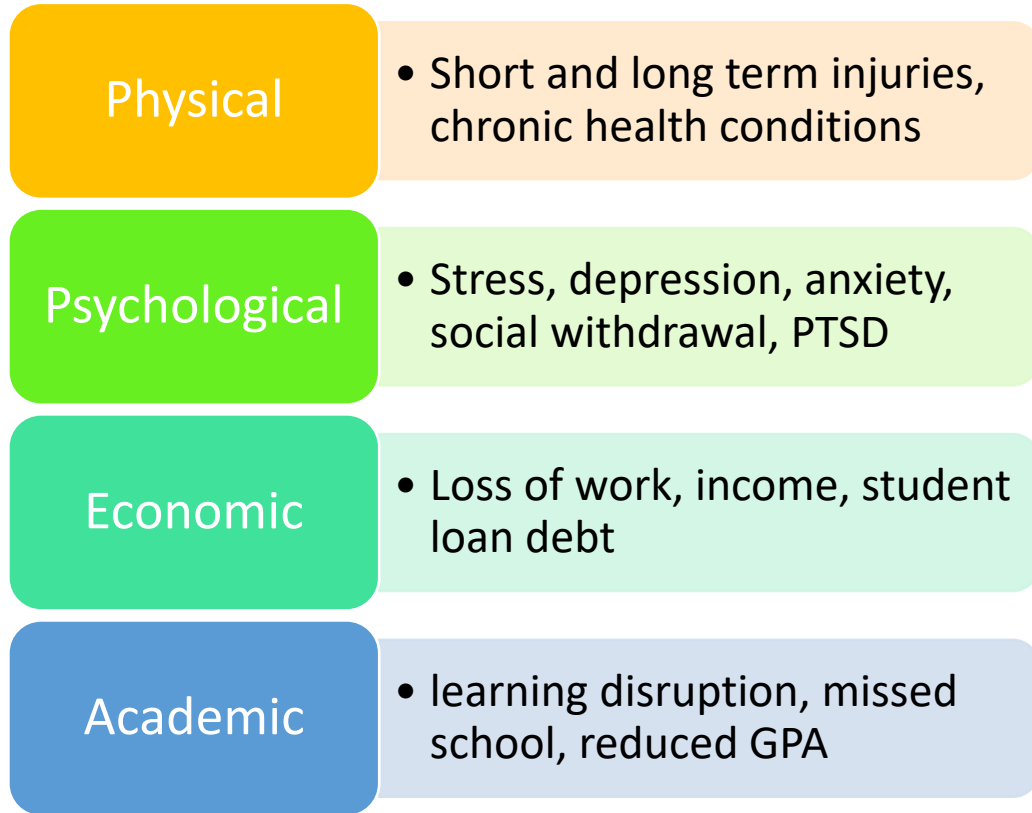 Physical
• Short and long term injuries,
chronic health conditions
Psychological
• Stress, depression, anxiety,
social withdrawal, PTSD
Economic
• Loss of work, income, student
loan debt
Academic
• learning disruption, missed
school, reduced GPA